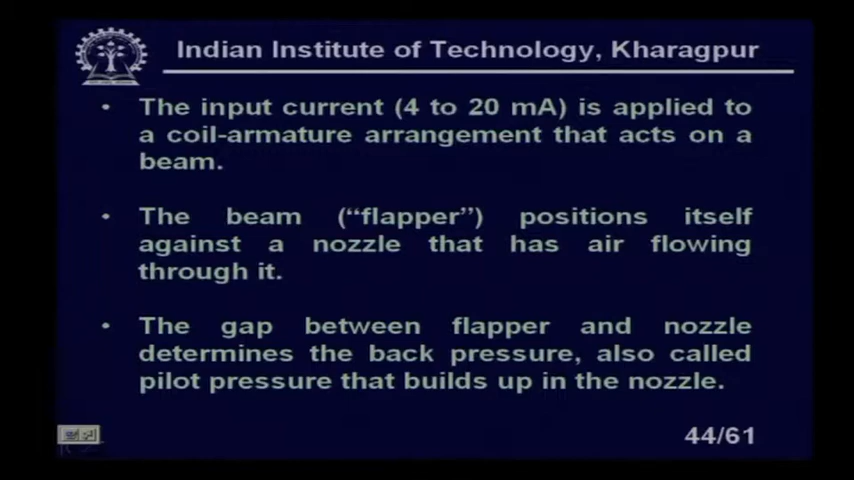 Indian Institute of Technology, Kharagpur
• The input current (4 to 20 mA) is applied to
a coil-armature arrangement that acts on a
beam.
• The beam (“flapper”) positions itself
against a nozzle that has air flowing
through it.
• The gap between flapper and nozzle
determines the back pressure, also called
pilot pressure that builds up in the nozzle.
44/61